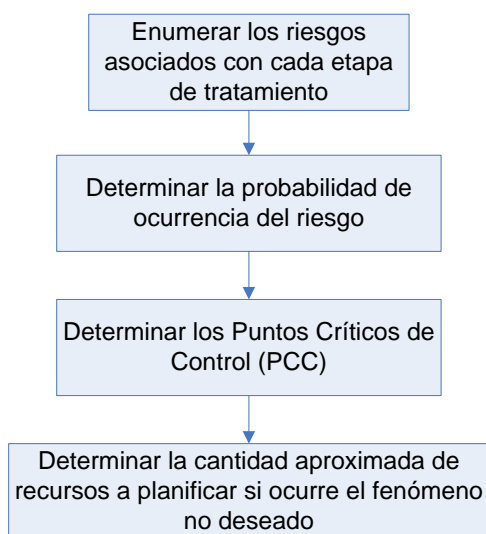 Enumerar los riesgos
asociados con cada etapa
de tratamiento
Determinar la probabilidad de
ocurrencia del riesgo
Determinar los Puntos Críticos de
Control (PCC)
Determinar la cantidad aproximada de
recursos a planificar si ocurre el fenómeno
no deseado